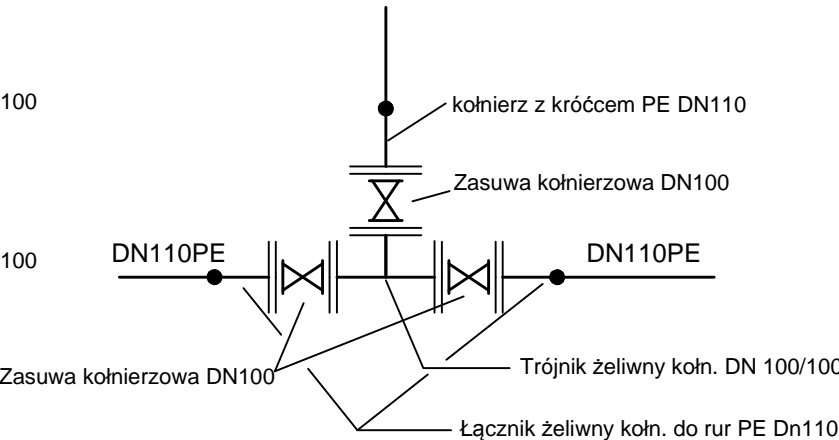 100
kołnierz z króćcem PE DN110
Zasuwa kołnierzowa DN100
100
DN110PE
DN110PE
Zasuwa kołnierzowa DN100
Trójnik żeliwny kołn. DN 100/100
Łącznik żeliwny kołn. do rur PE Dn110